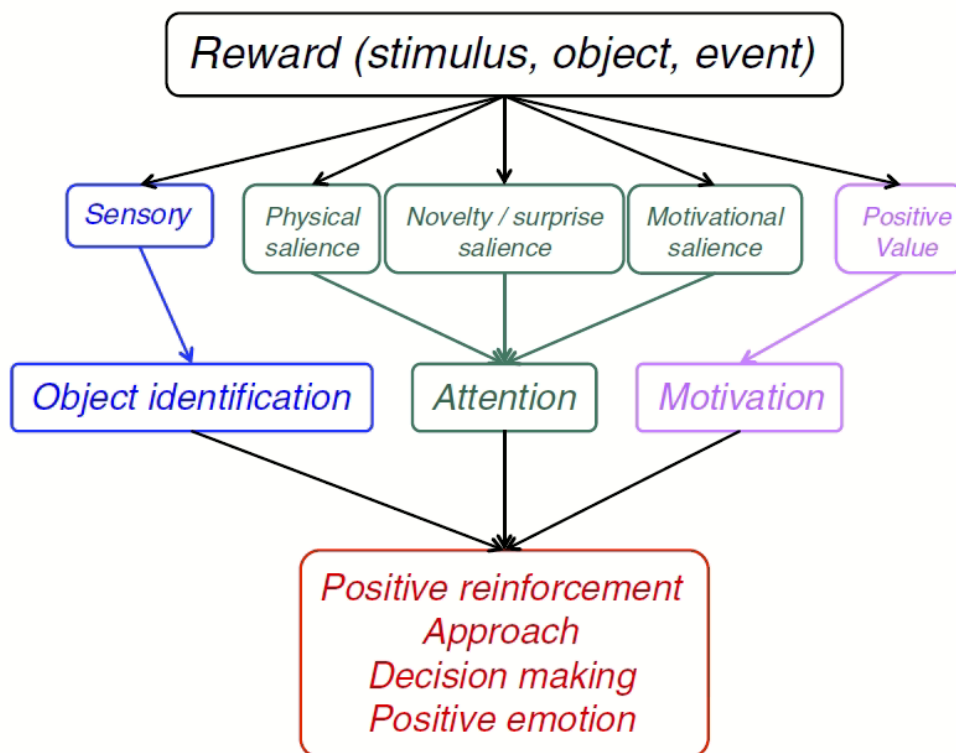 Reward (stimulus, object, event)
Sensory
Physical
salience
Novelty / surprise
salience
Motivational
salience
Positive
Value
Object identification
Attention
Motivation
Positive reinforcement
Approach
Decision making
Positive emotion